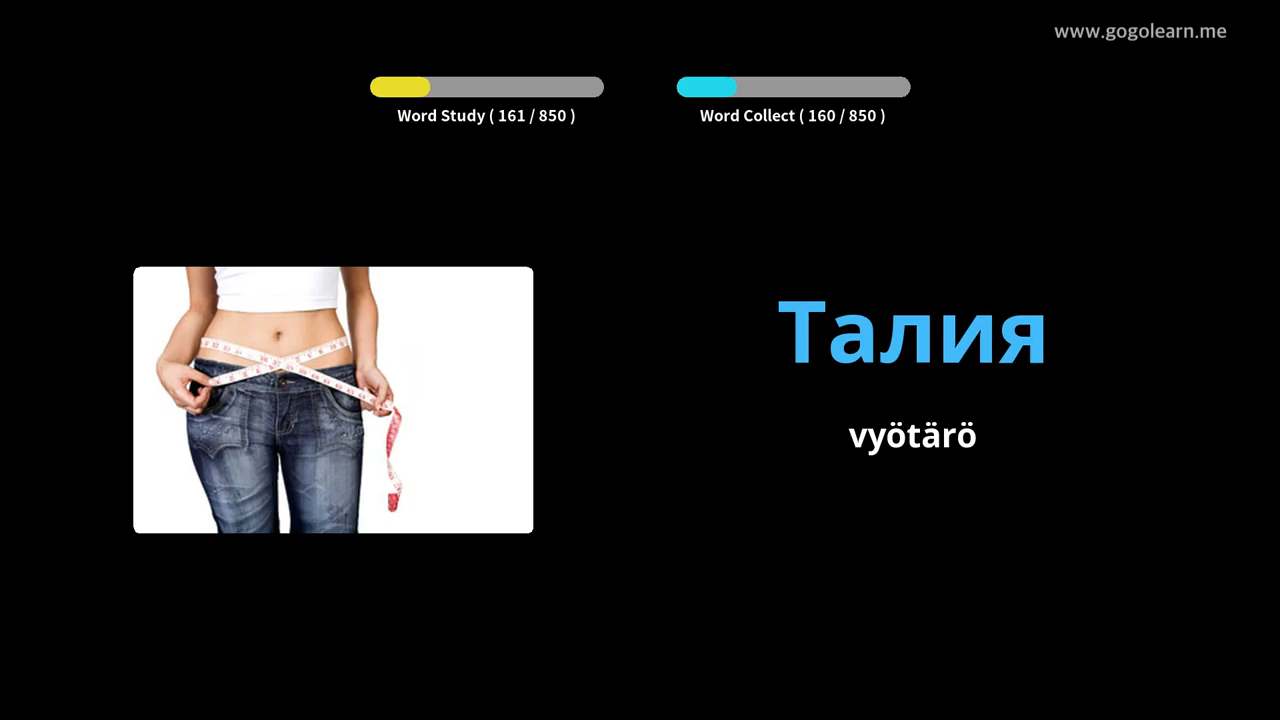 www.gogolearn.me
Word Study ( 161 / 850 )
Word Collect ( 160 / 850 )
Талия
vyötärö